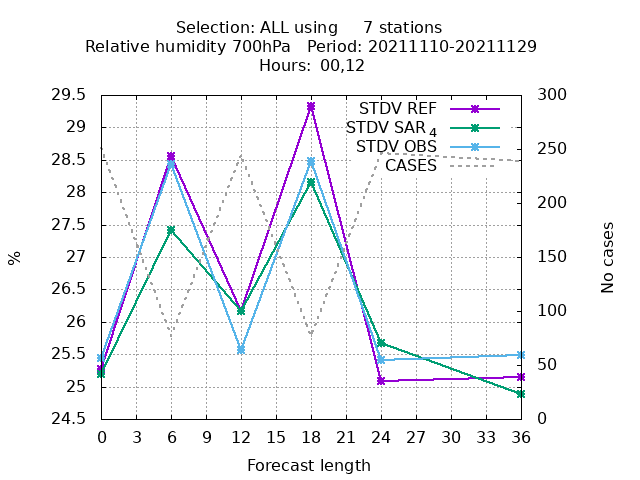 Selection: ALL using     7 stations
Relative humidity 700hPa   Period: 20211110-20211129
Hours: 00,12
29.5
29
28.5
28
27.5
27
26.5
26
25.5
25
24.5
%
STDV REF
STDV SAR4
STDV OBS
CASES
300
250
200
150
100
50
0
No cases
0 3 6 9 12 15 18 21 24 27 30 33 36
Forecast length